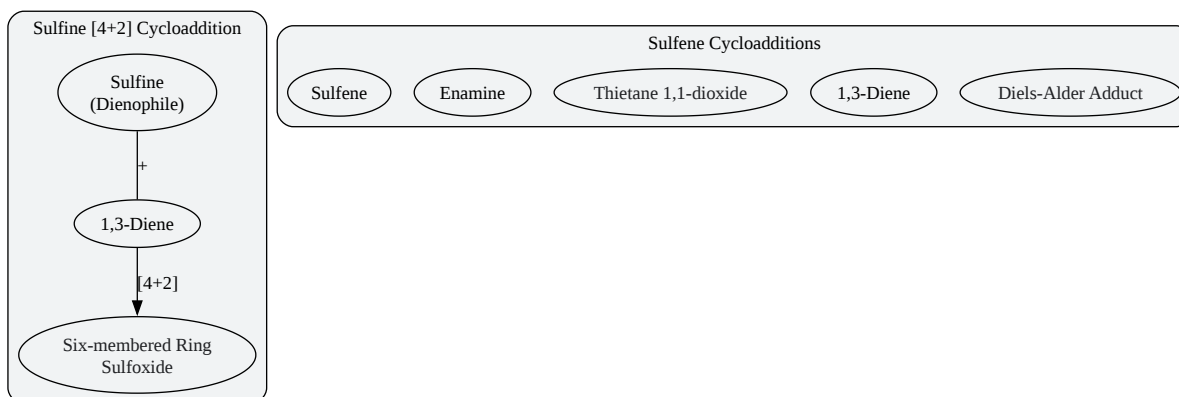 Sulfine [4+2] Cycloaddition
Sulfine
(Dienophile)
+
1,3-Diene
[4+2]
Six-membered Ring
Sulfoxide
Sulfene Cycloadditions
Sulfene
Enamine
Thietane 1,1-dioxide
1,3-Diene
Diels-Alder Adduct